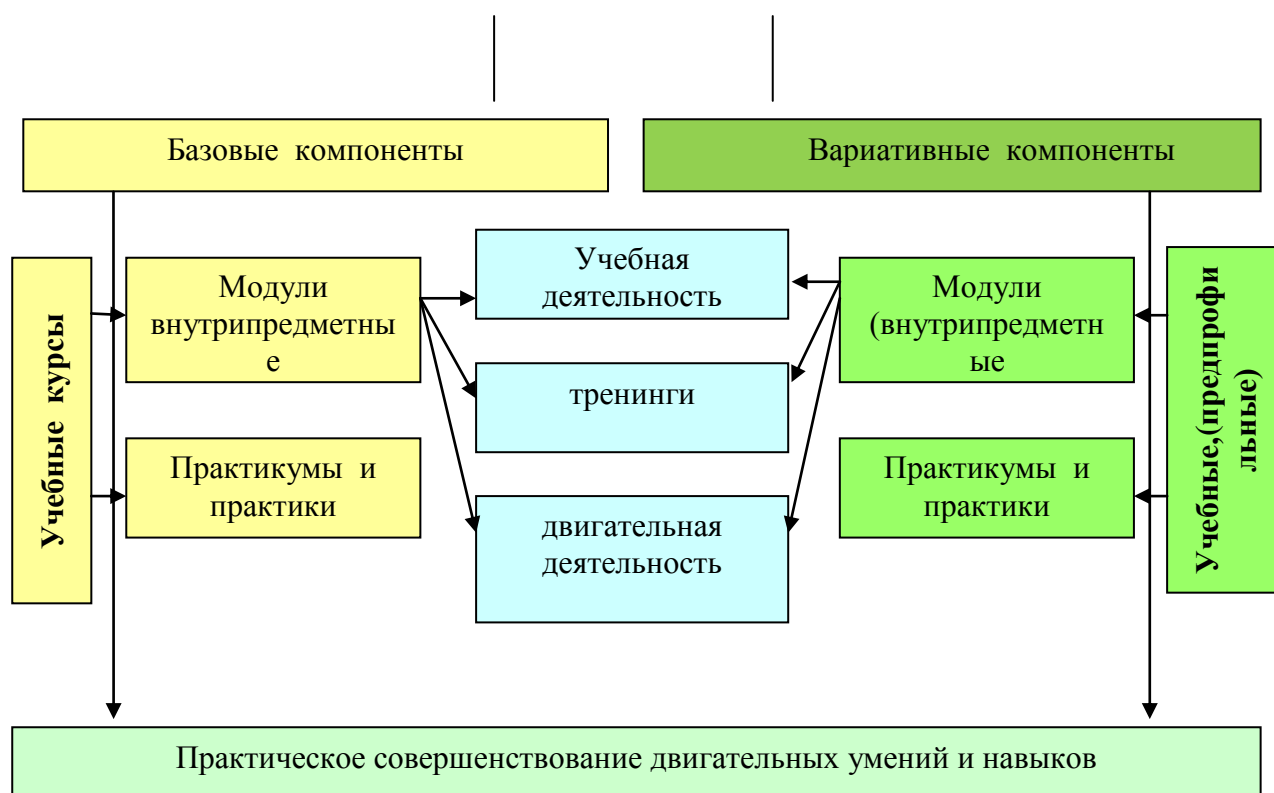 Базовые компоненты
Вариативные компоненты
Учебные курсы
Модули
внутрипредметны
е
Практикумы и
практики
Учебная
деятельность
тренинги
двигательная
деятельность
Модули
(внутрипредметн
ые
Практикумы и
практики
Учебные,(предпрофи
льные)
Практическое совершенствование двигательных умений и навыков